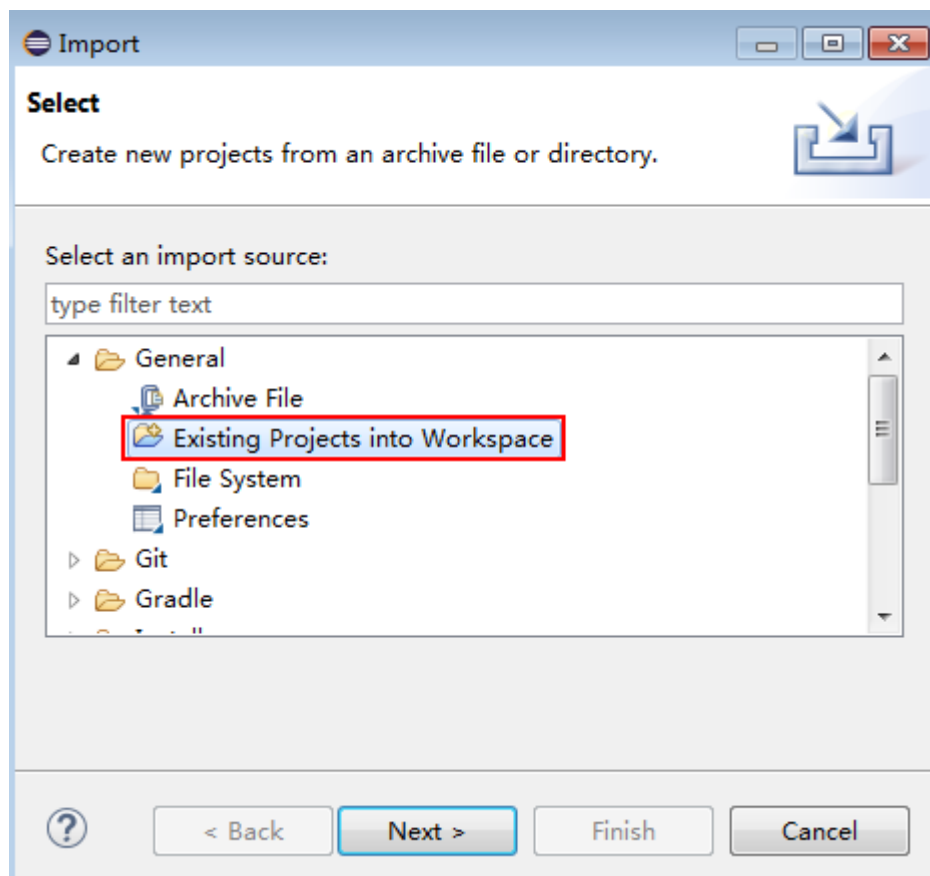 Import
Select
Create new projects from an archive file or directory.
Select an import source:
type filter text
General
Archive File
Existing Projects into Workspace
File System
Preferences
Git
Gradle
?
< Back
Next >
Finish
Cancel